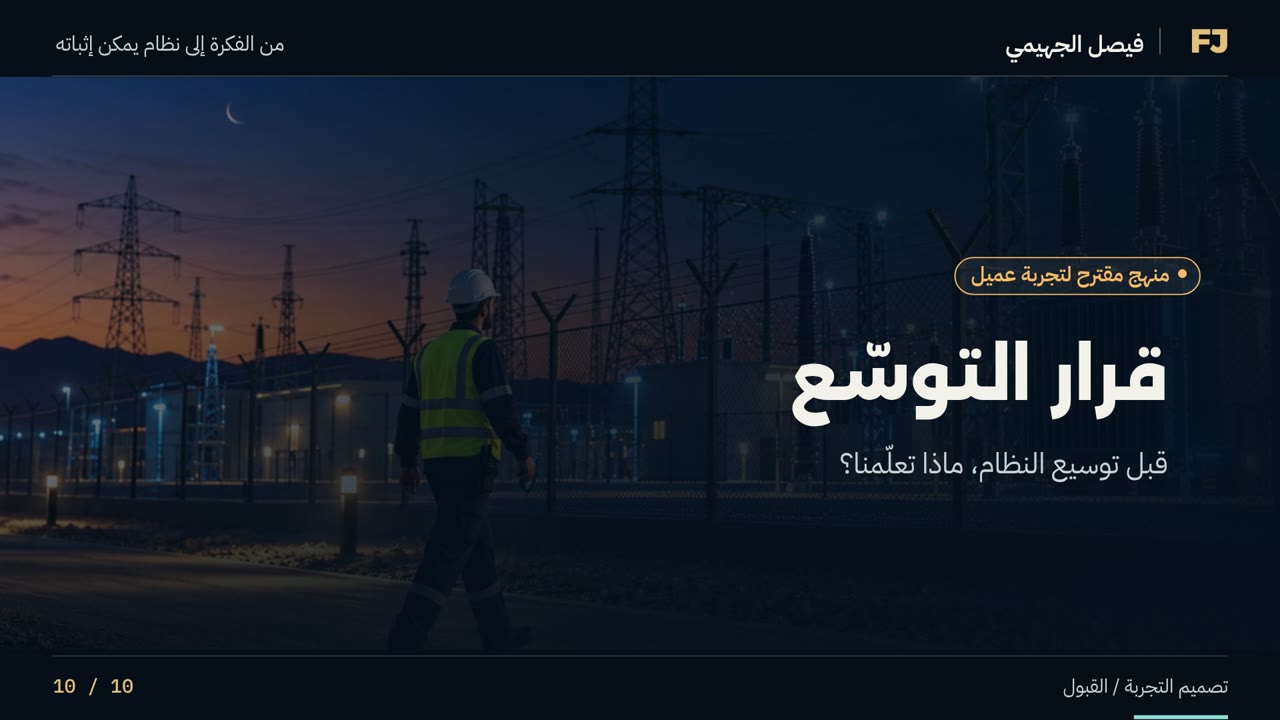 FJ | فيصل الجهيمي
من الفكرة إلى نظام يمكن إثباته
منهج مقترح لتجربة عميل
قرار التوسّع
قبل توسيع النظام، ماذا تعلّمنا؟
تصميم التجربة / القبول
10 / 10